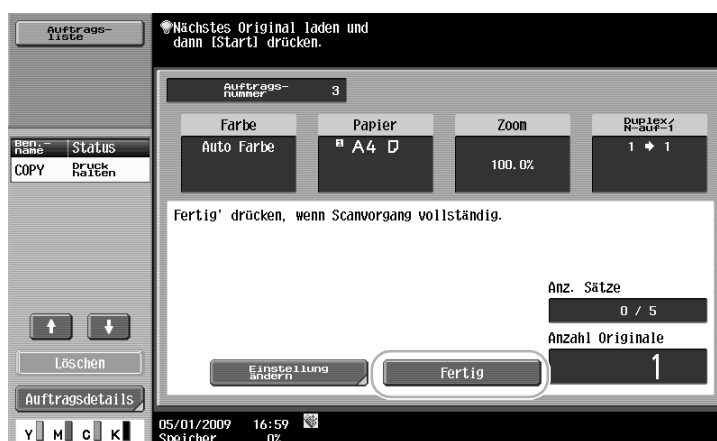 Auftrags-
liste
Nächstes Original laden und
dann [Start] drücken.
Auftrags-
nummer
3
Farbe
Papier
Zoom
Duplex/
N-auf-1
Auto Farbe
1 A4
100.0%
1 → 1
Ben.-
name
Status
COPY
Druck
halten
Fertig' drücken, wenn Scanvorgang vollständig.
Anz. Sätze
0 / 5
Anzahl Originale
1
Löschen
Einstellung
ändern
Fertig
Auftragsdetails
Y M C K
05/01/2009 16:59
Speicher 0%